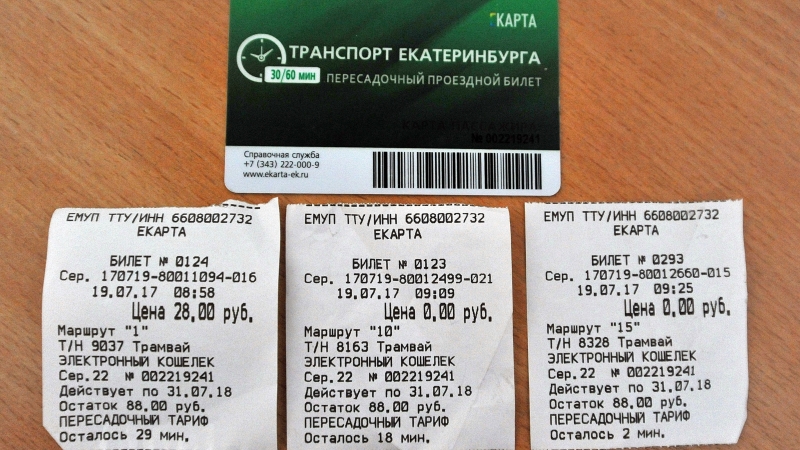 ЕКАРТА
ТРАНСПОРТ ЕКАТЕРИНБУРГА
30/60 мин
ПЕРЕСАДОЧНЫЙ ПРОЕЗДНОЙ БИЛЕТ
№ 002219241
Справочная служба
+7 (343) 222-000-9
www.ekarta-ek.ru
ЕМУП ТТУ/ИНН 6608002732
ЕКАРТА
БИЛЕТ № 0124
Сер. 170719-80011094-016
19.07.17 08:58
Цена 28,00 руб.
Маршрут "1"
Т/Н 9037 Трамвай
ЭЛЕКТРОННЫЙ КОШЕЛЕК
Сер.22 № 002219241
Действует по 31.07.18
Остаток 88.00 руб.
ПЕРЕСАДОЧНЫЙ ТАРИФ
Осталось 29 мин.
ЕМУП ТТУ/ИНН 6608002732
ЕКАРТА
БИЛЕТ № 0123
Сер. 170719-80012499-021
19.07.17 09:09
Цена 0,00 руб.
Маршрут "10"
Т/Н 8163 Трамвай
ЭЛЕКТРОННЫЙ КОШЕЛЕК
Сер.22 № 002219241
Действует по 31.07.18
Остаток 88.00 руб.
ПЕРЕСАДОЧНЫЙ ТАРИФ
Осталось 18 мин.
ЕМУП ТТУ/ИНН 6608002732
ЕКАРТА
БИЛЕТ № 0293
Сер. 170719-80012660-015
19.07.17 09:25
Цена 0,00 руб.
Маршрут "15"
Т/Н 8328 Трамвай
ЭЛЕКТРОННЫЙ КОШЕЛЕК
Сер.22 № 002219241
Действует по 31.07.18
Остаток 88.00 руб.
ПЕРЕСАДОЧНЫЙ ТАРИФ
Осталось 2 мин.